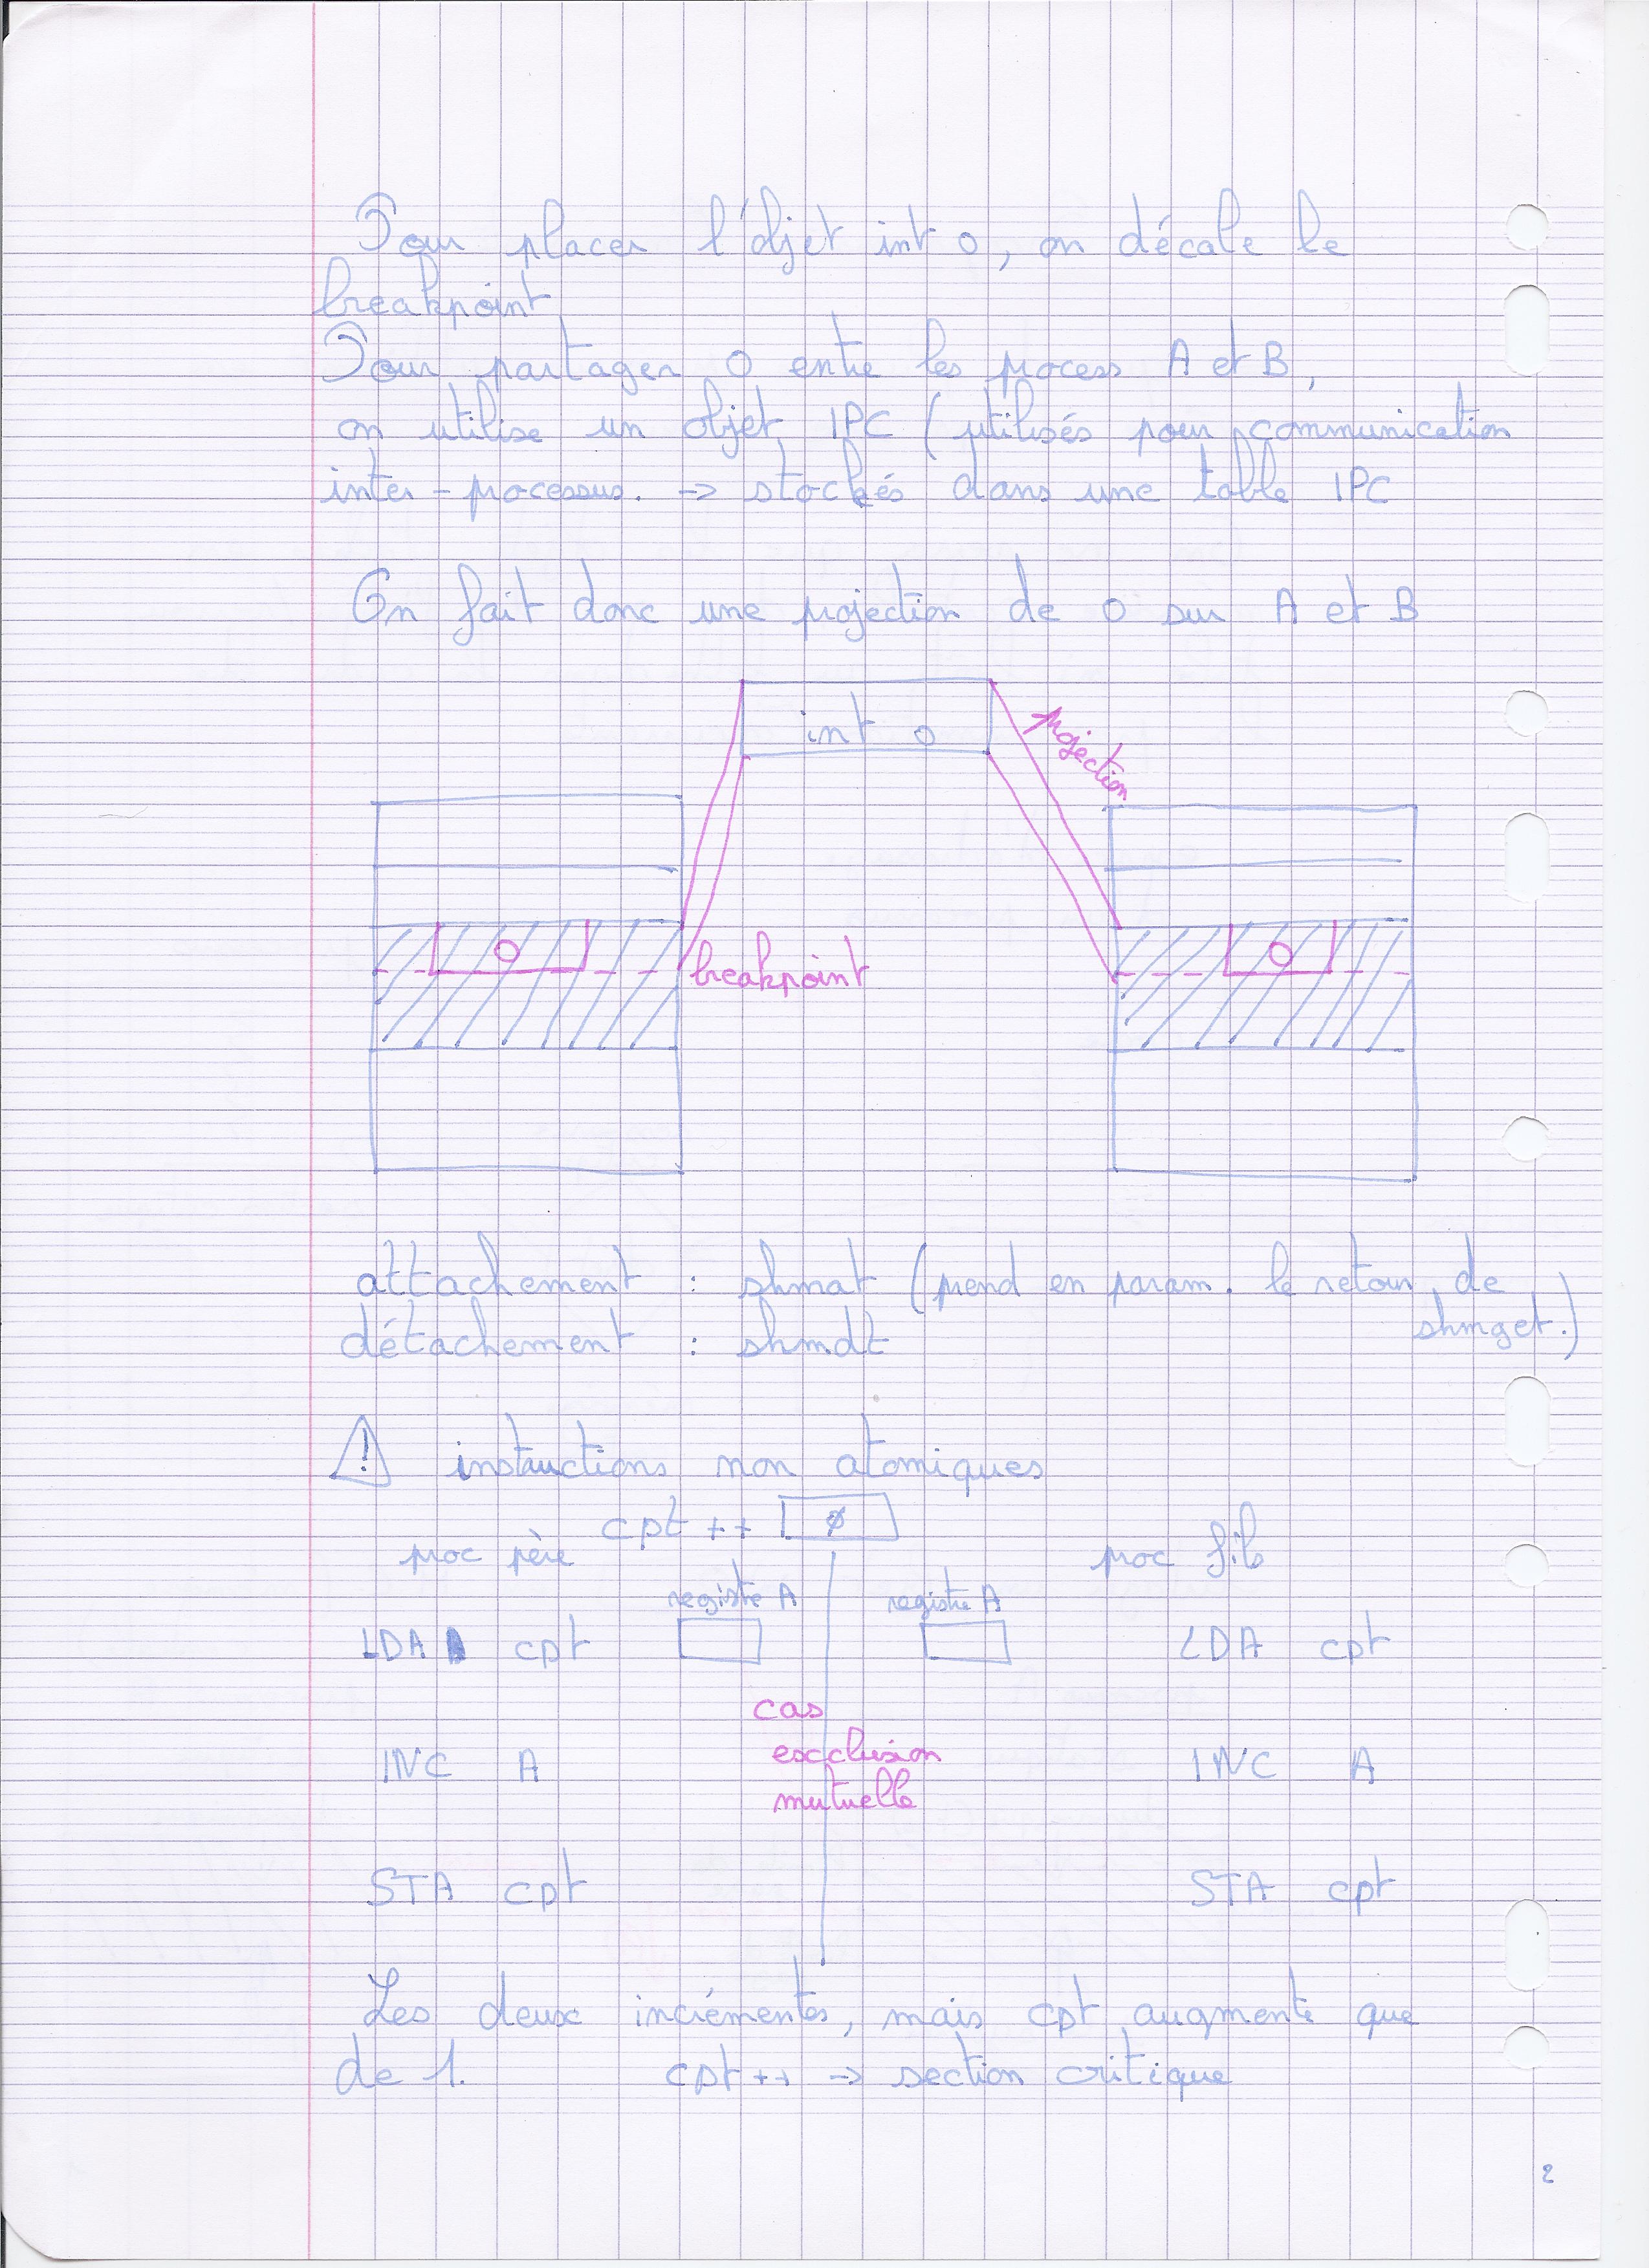 Pour placer l'objet int o, on décale le
breakpoint
Pour partager O entre les process A et B,
on utilise un objet IPC (utilisés pour communication
inter-processus. -> stockés dans une table IPC
On fait donc une projection de o sur A et B
int o
projection
O
breakpoint
O
attachement : shmat (prend en param. le retour de
shmget.)
détachement : shmdt
! instructions non atomiques
cpt ++ ø
proc père proc fils
registre A registre A
LDA cpt LDA cpt
cas
exclusion
mutuelle
INC A INC A
STA cpt STA cpt
Les deux incrémentes, mais cpt augmente que
de 1. cpt++ -> section critique
2